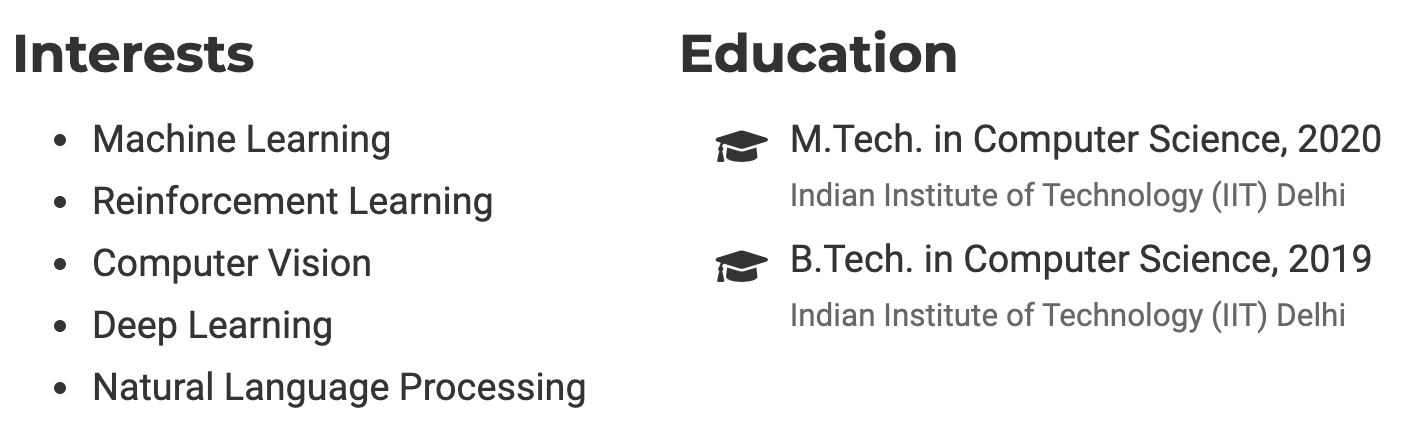 Interests
Machine Learning
Reinforcement Learning
Computer Vision
Deep Learning
Natural Language Processing
Education
M.Tech. in Computer Science, 2020
Indian Institute of Technology (IIT) Delhi
B.Tech. in Computer Science, 2019
Indian Institute of Technology (IIT) Delhi